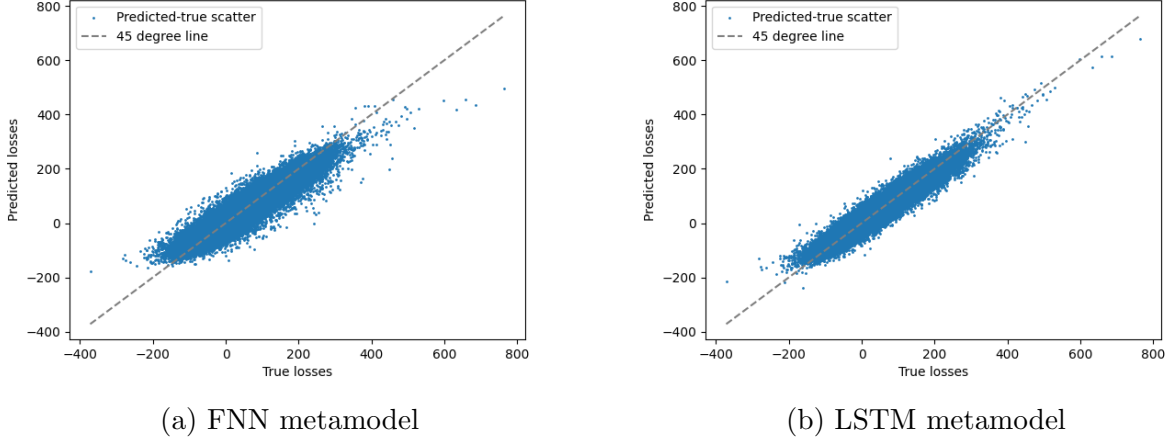 Predicted-true scatter
45 degree line
800
600
400
200
0
−200
−400
Predicted losses
−400 −200 0 200 400 600 800
True losses
(a) FNN metamodel
Predicted-true scatter
45 degree line
800
600
400
200
0
−200
−400
Predicted losses
−400 −200 0 200 400 600 800
True losses
(b) LSTM metamodel